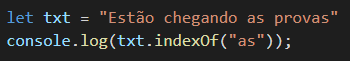 let txt = "Estão chegando as provas"
console.log(txt.indexOf("as"));